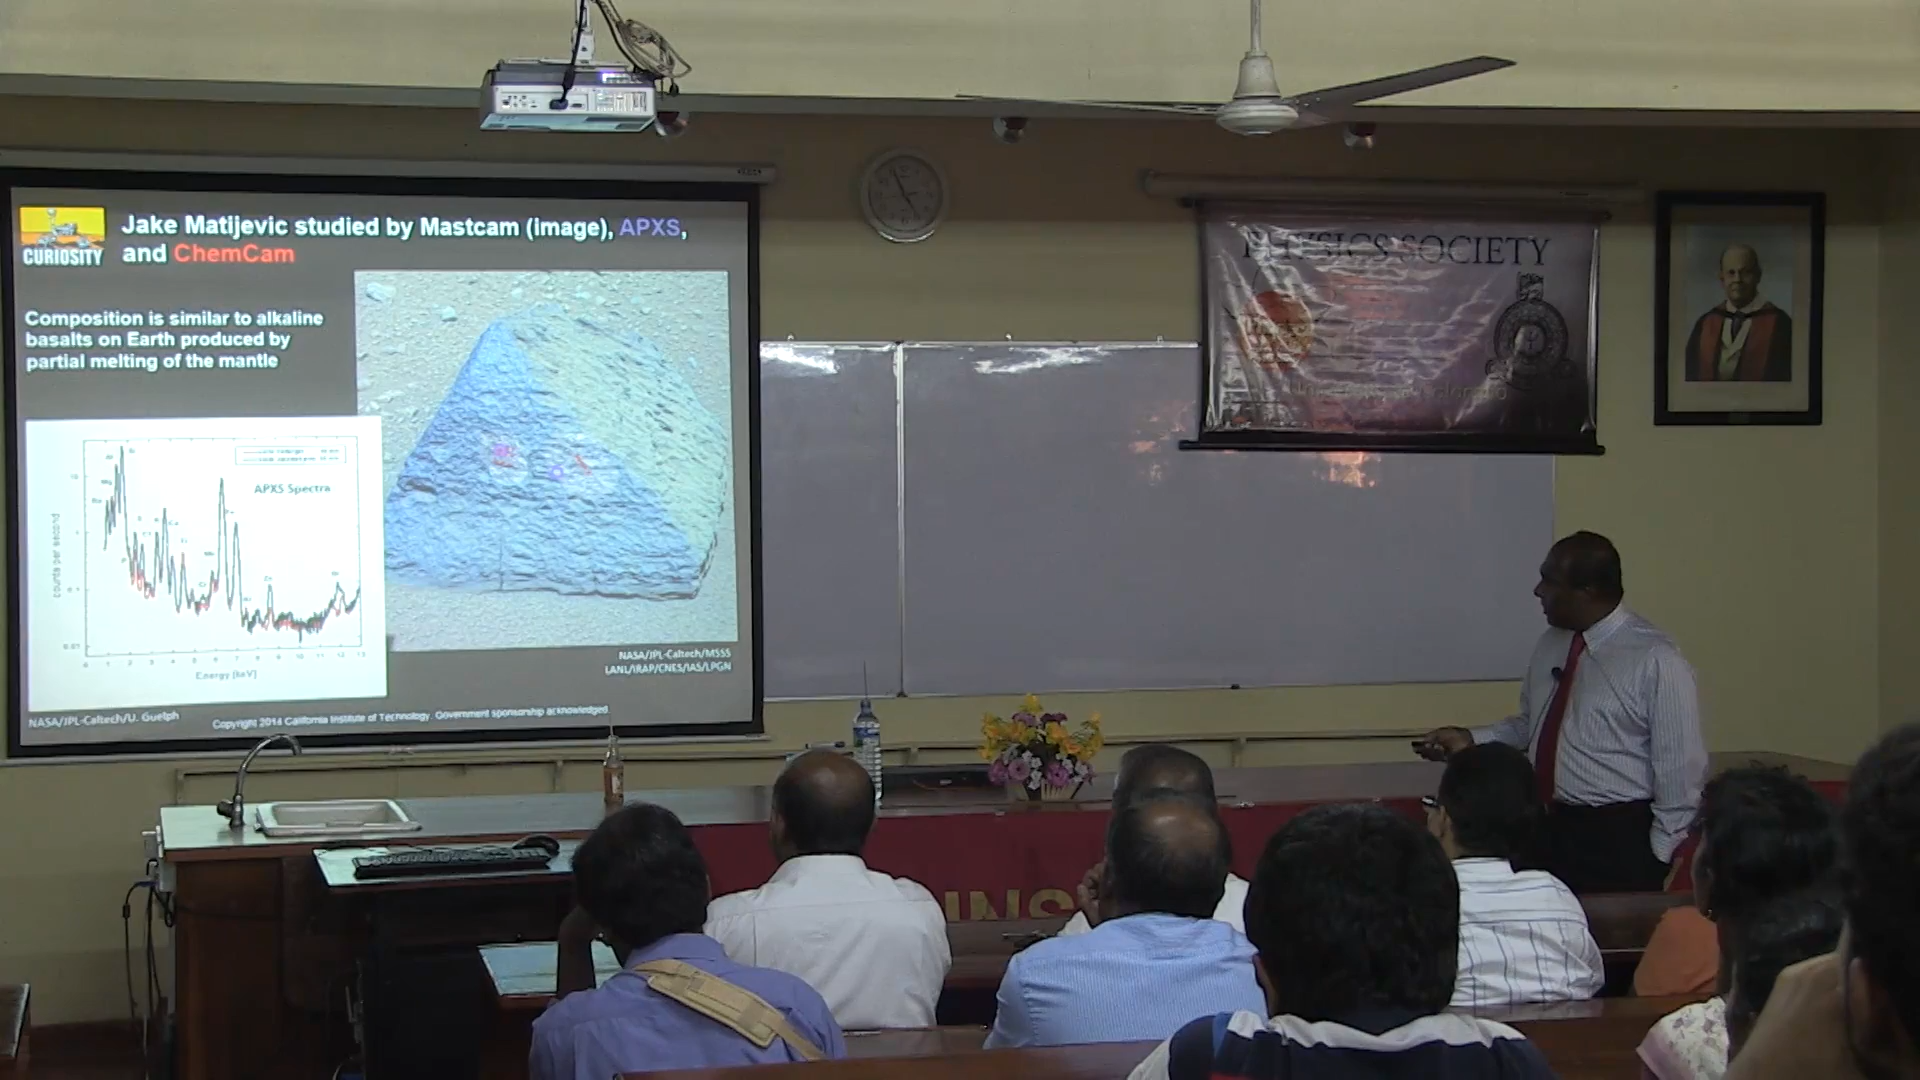 CURIOSITY
Jake Matijevic studied by Mastcam (image), APXS,
and ChemCam
Composition is similar to alkaline
basalts on Earth produced by
partial melting of the mantle
APXS Spectra
counts per second
Energy [keV]
NASA/JPL-Caltech/U. Guelph
NASA/JPL-Caltech/MSSS
LANL/IRAP/CNES/IAS/LPGN
Copyright 2014 California Institute of Technology. Government sponsorship acknowledged.
PHYSICS SOCIETY